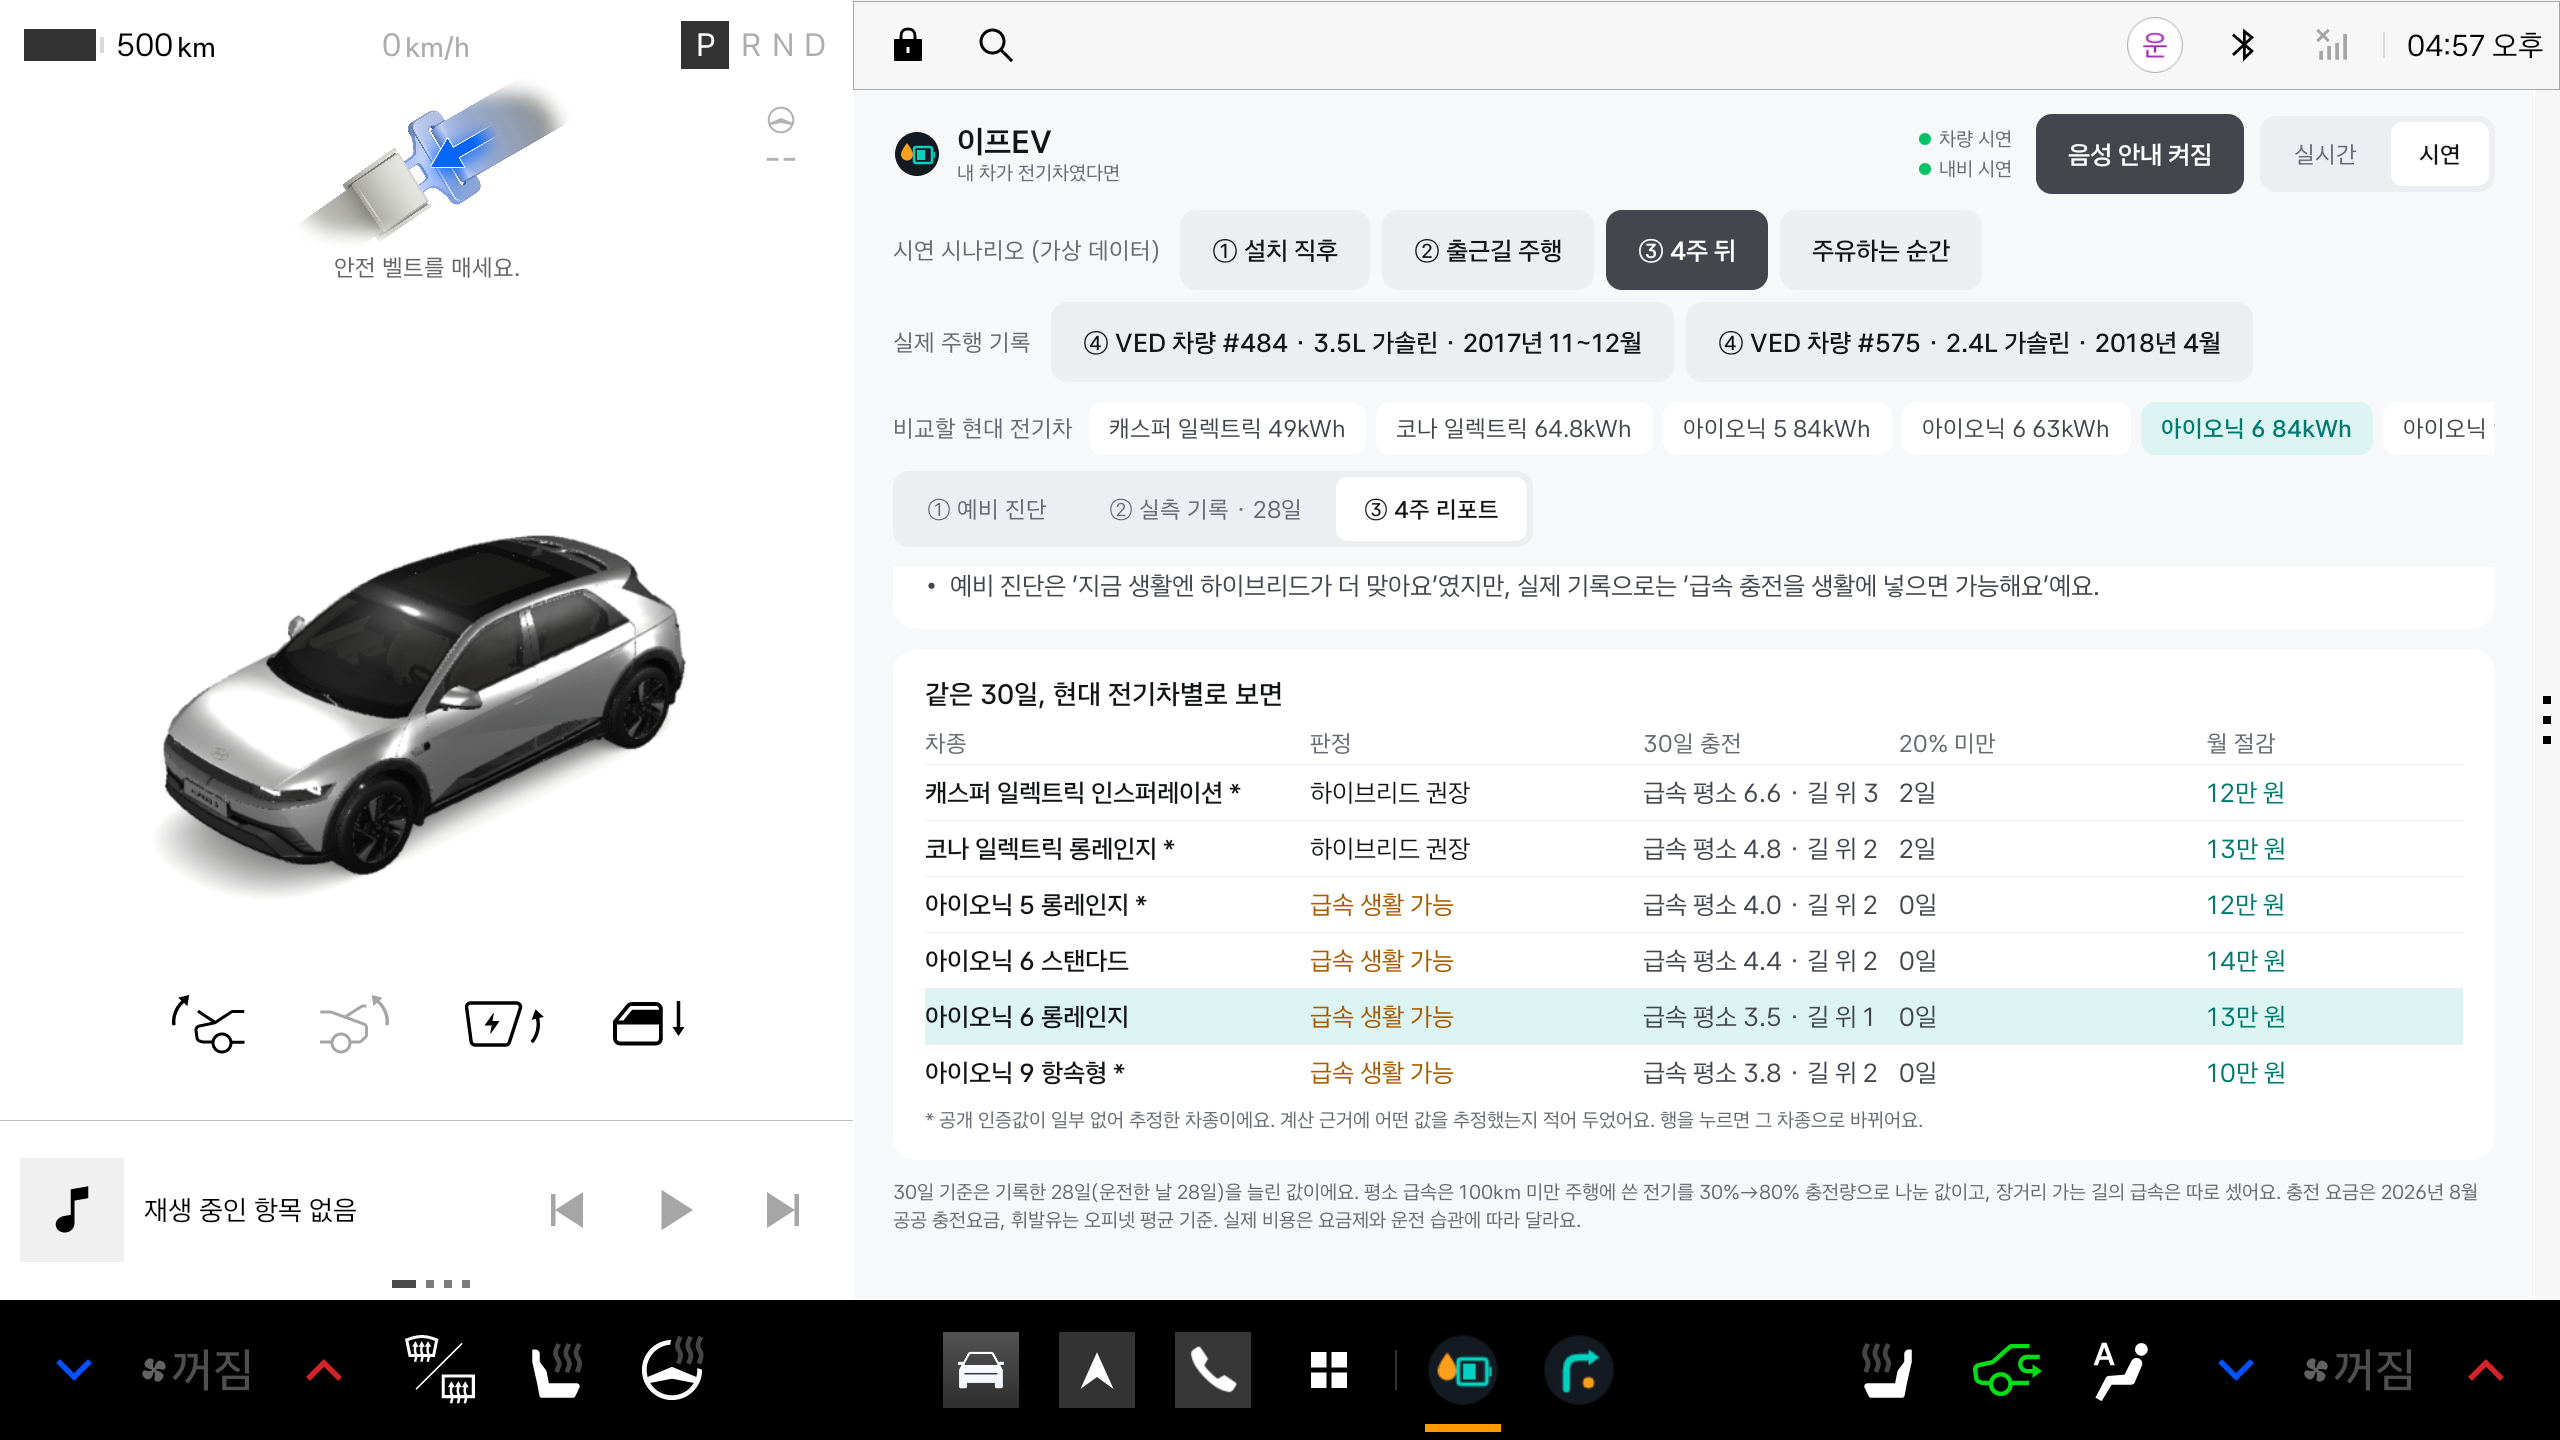 500 km
0 km/h
P R N D
안전 벨트를 매세요.
재생 중인 항목 없음
운
04:57 오후
이프EV
내 차가 전기차였다면
차량 시연
내비 시연
음성 안내 켜짐
실시간
시연
시연 시나리오 (가상 데이터)
① 설치 직후
② 출근길 주행
③ 4주 뒤
주유하는 순간
실제 주행 기록
④ VED 차량 #484 · 3.5L 가솔린 · 2017년 11~12월
④ VED 차량 #575 · 2.4L 가솔린 · 2018년 4월
비교할 현대 전기차
캐스퍼 일렉트릭 49kWh
코나 일렉트릭 64.8kWh
아이오닉 5 84kWh
아이오닉 6 63kWh
아이오닉 6 84kWh
아이오닉
① 예비 진단
② 실측 기록 · 28일
③ 4주 리포트
• 예비 진단은 '지금 생활엔 하이브리드가 더 맞아요'였지만, 실제 기록으로는 '급속 충전을 생활에 넣으면 가능해요'예요.
같은 30일, 현대 전기차별로 보면
차종 판정 30일 충전 20% 미만 월 절감
캐스퍼 일렉트릭 인스퍼레이션 * 하이브리드 권장 급속 평소 6.6 · 길 위 3 2일 12만 원
코나 일렉트릭 롱레인지 * 하이브리드 권장 급속 평소 4.8 · 길 위 2 2일 13만 원
아이오닉 5 롱레인지 * 급속 생활 가능 급속 평소 4.0 · 길 위 2 0일 12만 원
아이오닉 6 스탠다드 급속 생활 가능 급속 평소 4.4 · 길 위 2 0일 14만 원
아이오닉 6 롱레인지 급속 생활 가능 급속 평소 3.5 · 길 위 1 0일 13만 원
아이오닉 9 항속형 * 급속 생활 가능 급속 평소 3.8 · 길 위 2 0일 10만 원
* 공개 인증값이 일부 없어 추정한 차종이에요. 계산 근거에 어떤 값을 추정했는지 적어 두었어요. 행을 누르면 그 차종으로 바뀌어요.
30일 기준은 기록한 28일(운전한 날 28일)을 늘린 값이에요. 평소 급속은 100km 미만 주행에 쓴 전기를 30%→80% 충전량으로 나눈 값이고, 장거리 가는 길의 급속은 따로 셌어요. 충전 요금은 2026년 8월
공공 충전요금, 휘발유는 오피넷 평균 기준. 실제 비용은 요금제와 운전 습관에 따라 달라요.
꺼짐
A
꺼짐